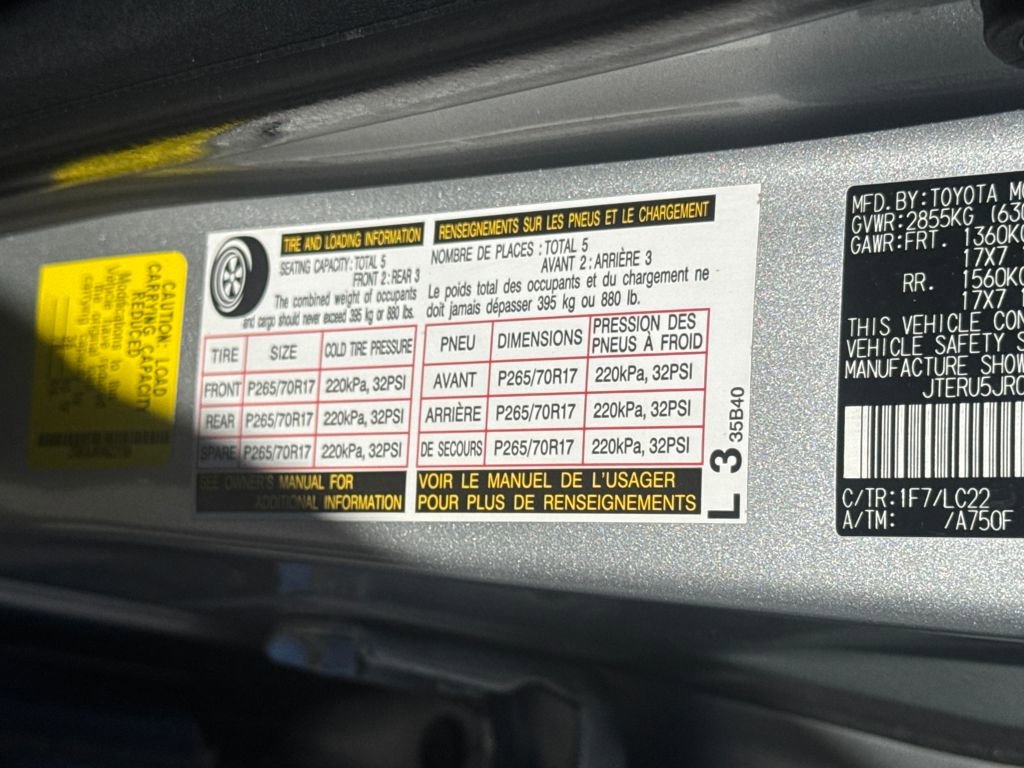 CAUTION: LOAD
CARRYING CAPACITY
REDUCED
Modifications
TIRE AND LOADING INFORMATION
SEATING CAPACITY: TOTAL 5
FRONT 2: REAR 3
The combined weight of occupants
and cargo should never exceed 395 kg or 880 lbs.
TIRE SIZE COLD TIRE PRESSURE
FRONT P265/70R17 220kPa, 32PSI
REAR P265/70R17 220kPa, 32PSI
SPARE P265/70R17 220kPa, 32PSI
SEE OWNER'S MANUAL FOR
ADDITIONAL INFORMATION
RENSEIGNEMENTS SUR LES PNEUS ET LE CHARGEMENT
NOMBRE DE PLACES : TOTAL 5
AVANT 2 : ARRIÈRE 3
Le poids total des occupants et du chargement ne
doit jamais dépasser 395 kg ou 880 lb.
PNEU DIMENSIONS PRESSION DES
PNEUS À FROID
AVANT P265/70R17 220kPa, 32PSI
ARRIÈRE P265/70R17 220kPa, 32PSI
DE SECOURS P265/70R17 220kPa, 32PSI
VOIR LE MANUEL DE L'USAGER
POUR PLUS DE RENSEIGNEMENTS
L 3 35B40
MFD.BY:TOYOTA
GVWR:2855KG
GAWR:FRT. 1360KG
17X7
RR. 1560KG
17X7
THIS VEHICLE
VEHICLE SAFETY
MANUFACTURE
JTERU5JR
C/TR:1F7/LC22
A/TM: /A750F